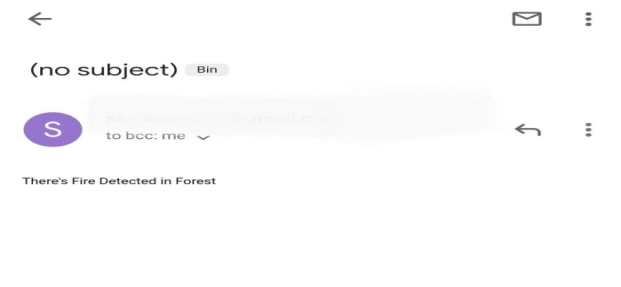 (no subject) Bin
S
to bcc: me
There's Fire Detected in Forest